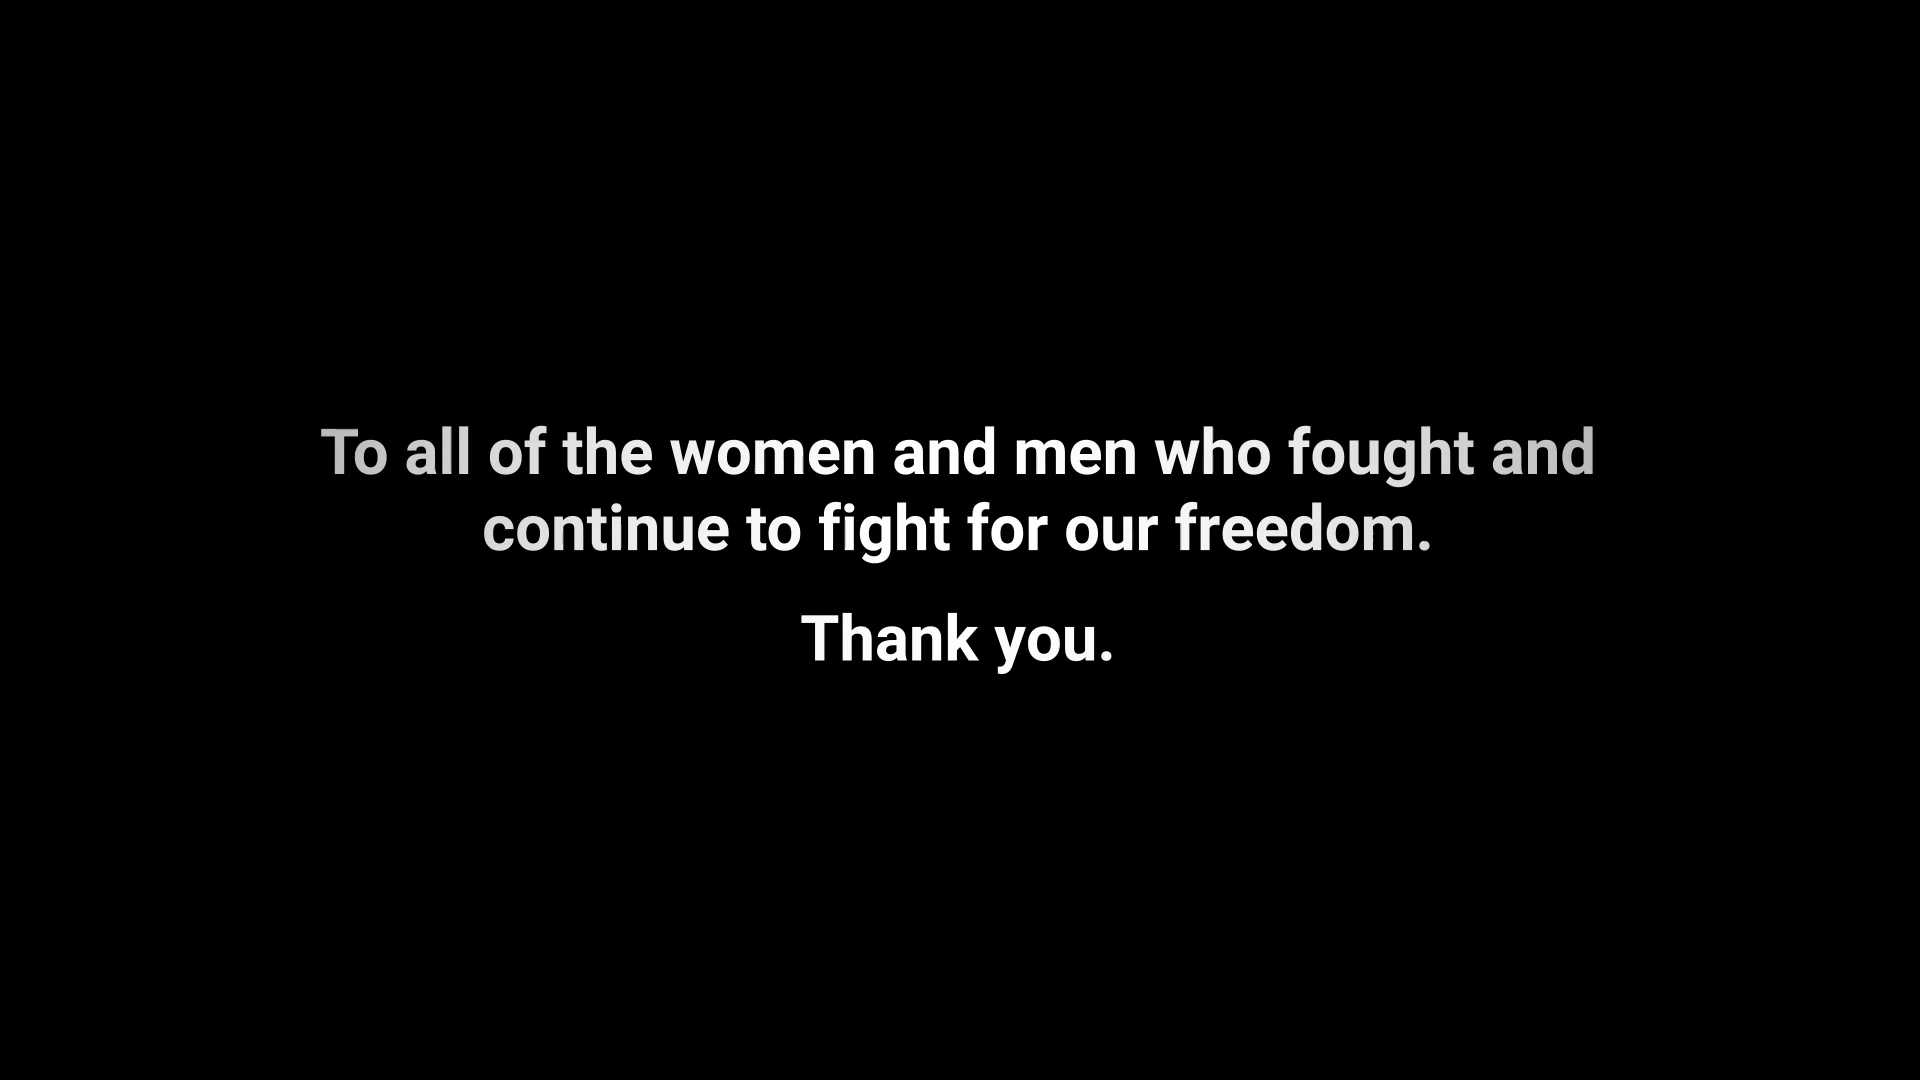 To all of the women and men who fought and
continue to fight for our freedom.
Thank you.